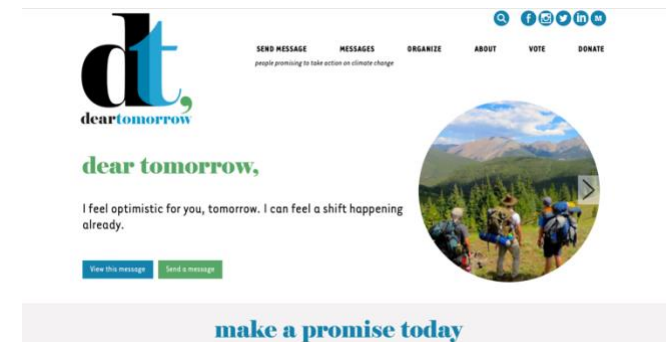 dt,
deartomorrow
SEND MESSAGE MESSAGES ORGANIZE ABOUT VOTE DONATE
people promising to take action on climate change
dear tomorrow,
I feel optimistic for you, tomorrow. I can feel a shift happening
already.
View this message Send a message
make a promise today